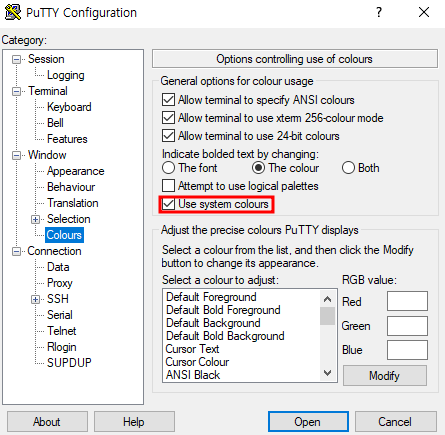 PuTTY Configuration
Category:
Session
Logging
Terminal
Keyboard
Bell
Features
Window
Appearance
Behaviour
Translation
Selection
Colours
Connection
Data
Proxy
SSH
Serial
Telnet
Rlogin
SUPDUP
Options controlling use of colours
General options for colour usage
Allow terminal to specify ANSI colours
Allow terminal to use xterm 256-colour mode
Allow terminal to use 24-bit colours
Indicate bolded text by changing:
The font The colour Both
Attempt to use logical palettes
Use system colours
Adjust the precise colours PuTTY displays
Select a colour from the list, and then click the Modify
button to change its appearance.
Select a colour to adjust: RGB value:
Default Foreground
Default Bold Foreground
Default Background
Default Bold Background
Cursor Text
Cursor Colour
ANSI Black
Red
Green
Blue
Modify
About Help Open Cancel